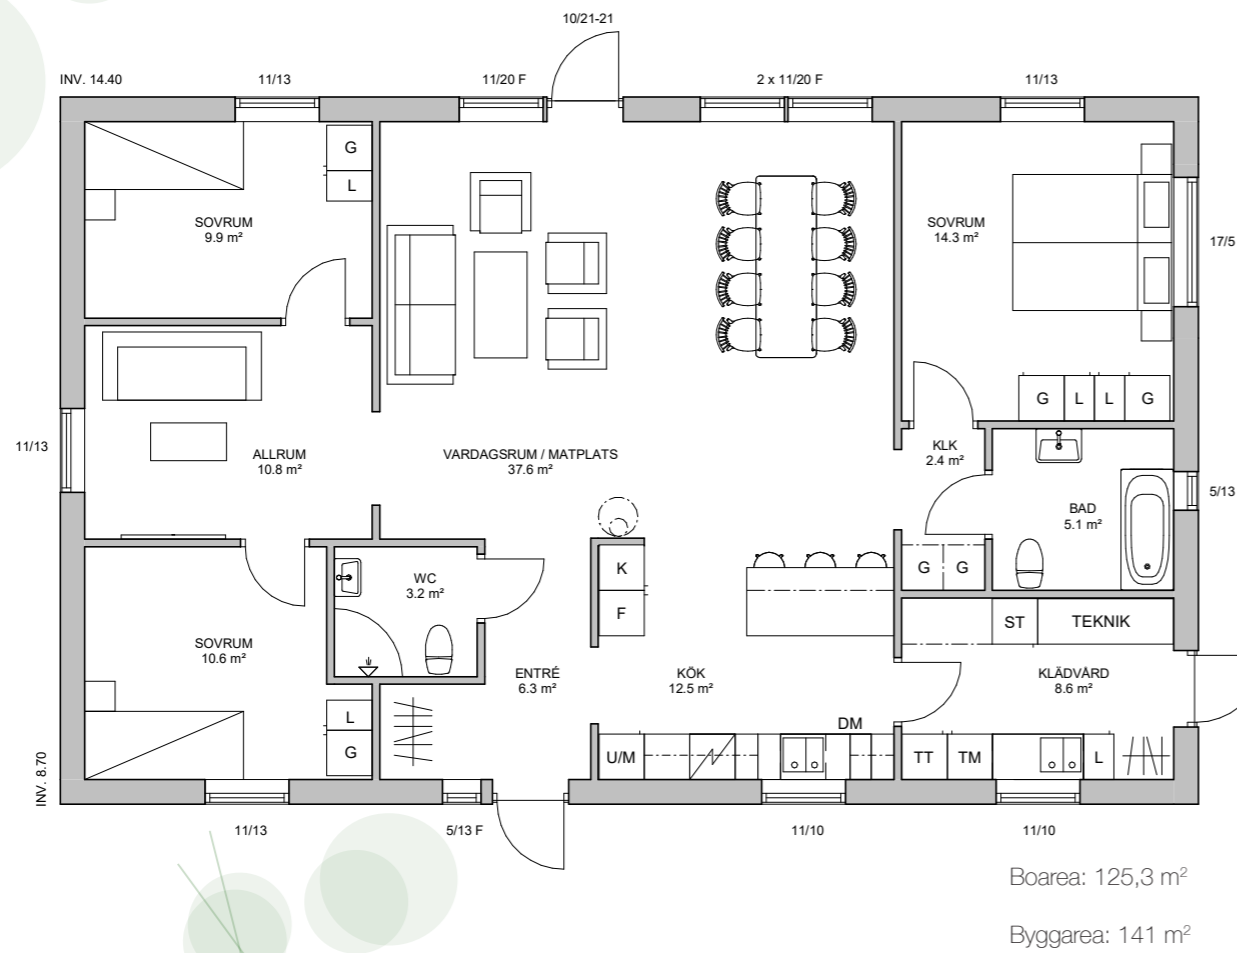 10/21-21
INV. 14.40
11/13
11/20 F
2 x 11/20 F
11/13
G
L
SOVRUM
9.9 m²
SOVRUM
14.3 m²
17/5
G L L G
11/13
ALLRUM
10.8 m²
VARDAGSRUM / MATPLATS
37.6 m²
KLK
2.4 m²
BAD
5.1 m²
5/13
WC
3.2 m²
K
F
G G
ST
TEKNIK
SOVRUM
10.6 m²
ENTRÉ
6.3 m²
KÖK
12.5 m²
KLÄDVÅRD
8.6 m²
L
G
DM
U/M
TT TM L
INV. 8.70
11/13
5/13 F
11/10
11/10
Boarea: 125,3 m²
Byggarea: 141 m²